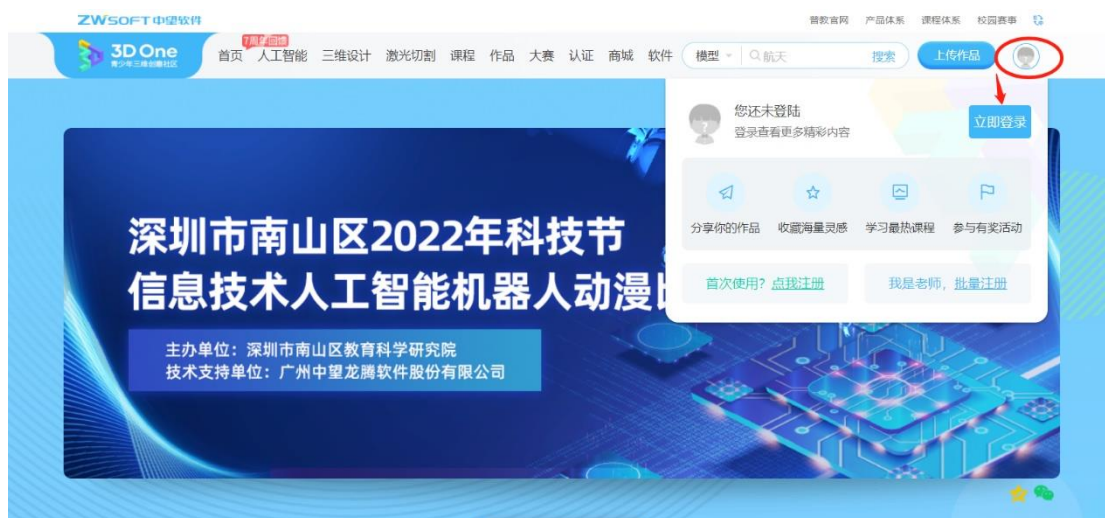 ZWSOFT 中望软件
普教官网 产品体系 课程体系 校园赛事
3D One
青少年三维创意社区
7周年回馈
首页 人工智能 三维设计 激光切割 课程 作品 大赛 认证 商城 软件 模型 航天 搜索 上传作品
您还未登陆
登录查看更多精彩内容
立即登录
分享你的作品 收藏海量灵感 学习最热课程 参与有奖活动
首次使用？点我注册 我是老师，批量注册
深圳市南山区2022年科技节
信息技术人工智能机器人动漫比
主办单位：深圳市南山区教育科学研究院
技术支持单位：广州中望龙腾软件股份有限公司